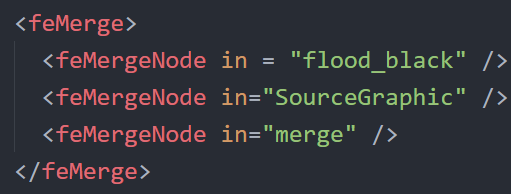 <feMerge>
<feMergeNode in = "flood_black" />
<feMergeNode in="SourceGraphic" />
<feMergeNode in="merge" />
</feMerge>